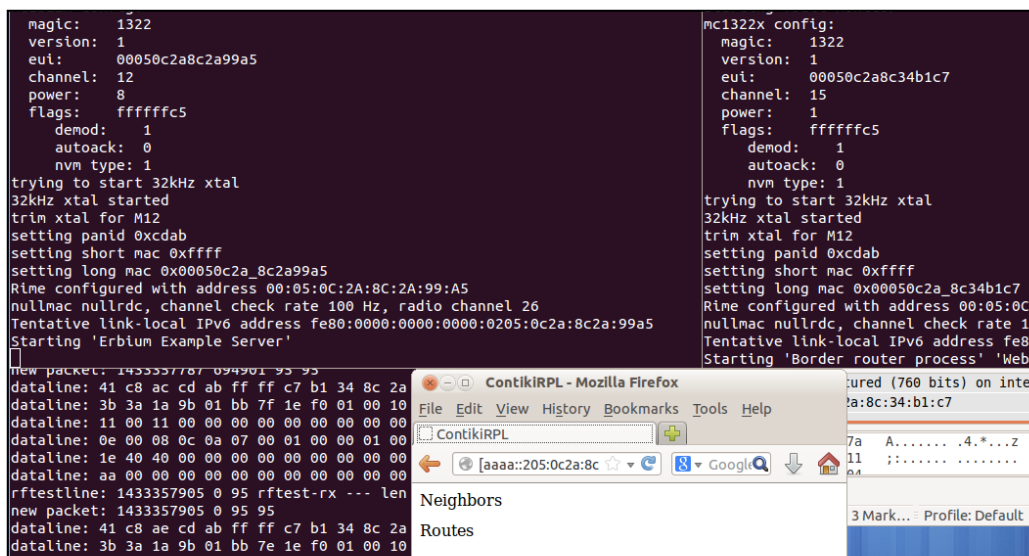 magic: 1322
version: 1
eui: 00050c2a8c2a99a5
channel: 12
power: 8
flags: ffffffc5
demod: 1
autoack: 0
nvm type: 1
trying to start 32kHz xtal
32kHz xtal started
trim xtal for M12
setting panid 0xcdab
setting short mac 0xffff
setting long mac 0x00050c2a_8c2a99a5
Rime configured with address 00:05:0C:2A:8C:2A:99:A5
nullmac nullrdc, channel check rate 100 Hz, radio channel 26
Tentative link-local IPv6 address fe80:0000:0000:0000:0205:0c2a:8c2a:99a5
Starting 'Erbium Example Server'
mc1322x config:
magic: 1322
version: 1
eui: 00050c2a8c34b1c7
channel: 15
power: 1
flags: ffffffc5
demod: 1
autoack: 0
nvm type: 1
trying to start 32kHz xtal
32kHz xtal started
trim xtal for M12
setting panid 0xcdab
setting short mac 0xffff
setting long mac 0x00050c2a_8c34b1c7
Rime configured with address 00:05:0C
nullmac nullrdc, channel check rate 1
Tentative link-local IPv6 address fe8
Starting 'Border router process' 'Web
new packet: 1433357787 694901 95 95
dataline: 41 c8 ac cd ab ff ff c7 b1 34 8c 2a
dataline: 3b 3a 1a 9b 01 bb 7f 1e f0 01 00 10
dataline: 11 00 11 00 00 00 00 00 00 00 00 00
dataline: 0e 00 08 0c 0a 07 00 01 00 00 01 00
dataline: 1e 40 40 00 00 00 00 00 00 00 00 00
dataline: aa 00 00 00 00 00 00 00 00 00 00 00
rftestline: 1433357905 0 95 rftest-rx --- len
new packet: 1433357905 0 95 95
dataline: 41 c8 ae cd ab ff ff c7 b1 34 8c 2a
dataline: 3b 3a 1a 9b 01 bb 7e 1e f0 01 00 10
ContikiRPL - Mozilla Firefox
File Edit View History Bookmarks Tools Help
ContikiRPL
[aaaa::205:0c2a:8c
Google
Neighbors
Routes
tured (760 bits) on inte
2a:8c:34:b1:c7
7a A....... .4.*...z
11 ;:...... ........
3 Mark... Profile: Default